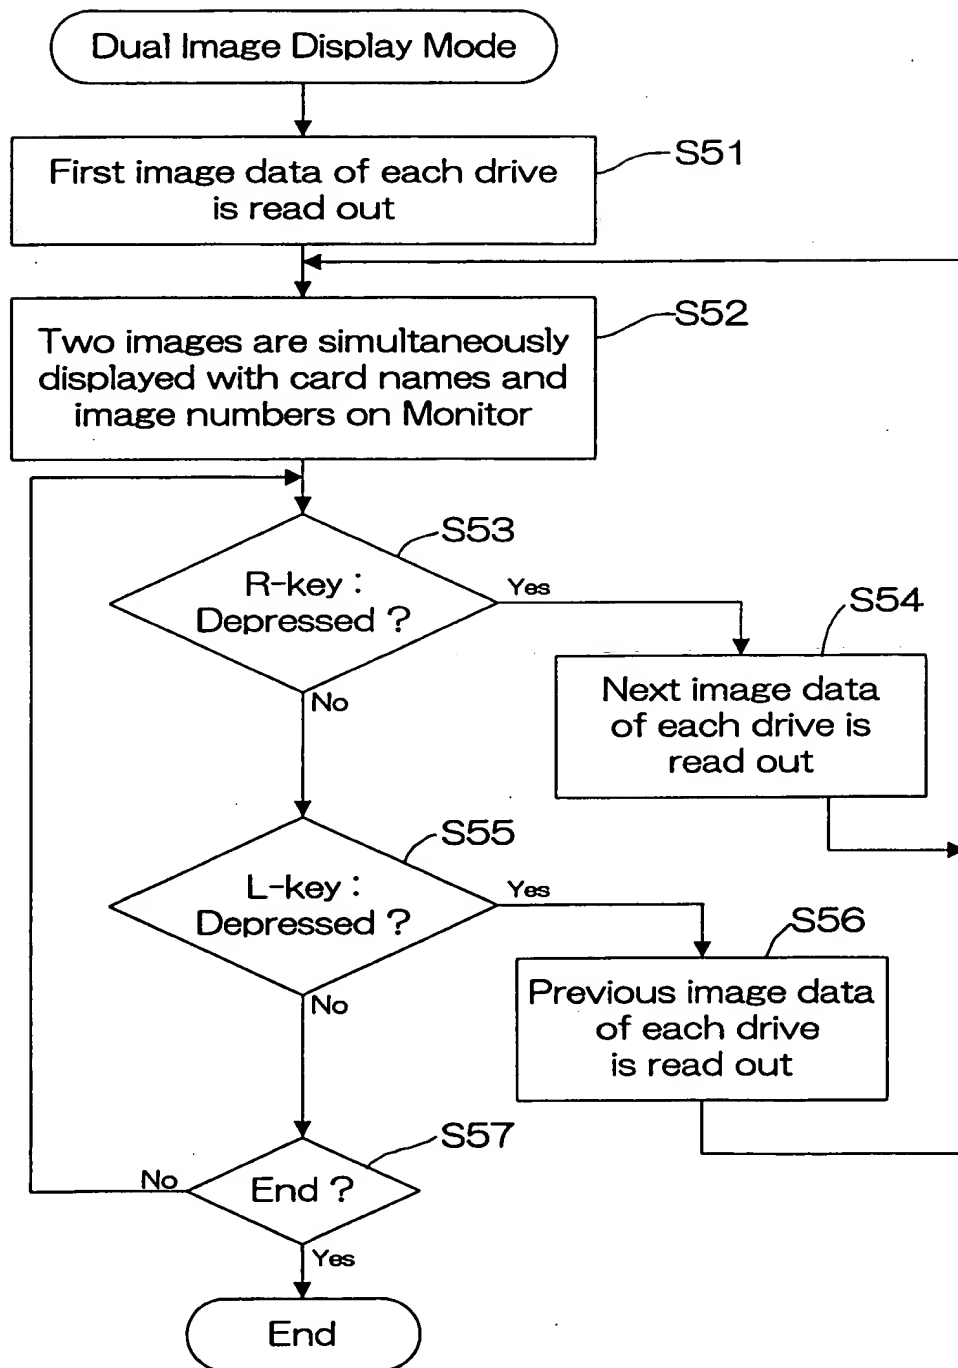 Dual Image Display Mode
S51
First image data of each drive
is read out
S52
Two images are simultaneously
displayed with card names and
image numbers on Monitor
S53
R-key :
Depressed ?
Yes
No
S54
Next image data
of each drive is
read out
S55
L-key :
Depressed ?
Yes
No
S56
Previous image data
of each drive
is read out
S57
End ?
No
Yes
End